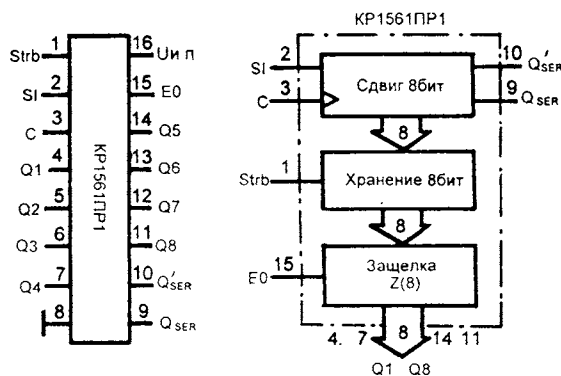 Strb 1 16 Uи п
SI 2 15 E0
C 3 14 Q5
Q1 4 13 Q6
Q2 5 12 Q7
Q3 6 11 Q8
Q4 7 10 Q'SER
8 9 QSER
КР1561ПР1
КР1561ПР1
SI 2 Сдвиг 8бит 10 Q'SER
C 3 9 QSER
8
Strb 1 Хранение 8бит
8
E0 15 Защелка
Z(8)
4. 7 8 14 11
Q1 Q8